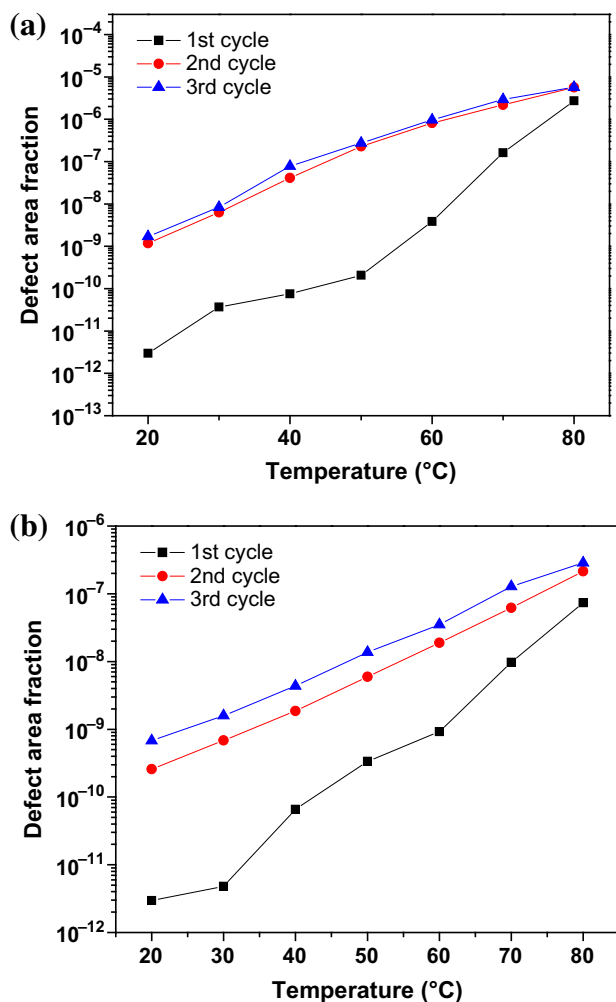 (a)
10⁻⁴
10⁻⁵
10⁻⁶
10⁻⁷
10⁻⁸
10⁻⁹
10⁻¹⁰
10⁻¹¹
10⁻¹²
10⁻¹³
Defect area fraction
1st cycle
2nd cycle
3rd cycle
20 40 60 80
Temperature (°C)
(b)
10⁻⁶
10⁻⁷
10⁻⁸
10⁻⁹
10⁻¹⁰
10⁻¹¹
10⁻¹²
Defect area fraction
1st cycle
2nd cycle
3rd cycle
20 30 40 50 60 70 80
Temperature (°C)